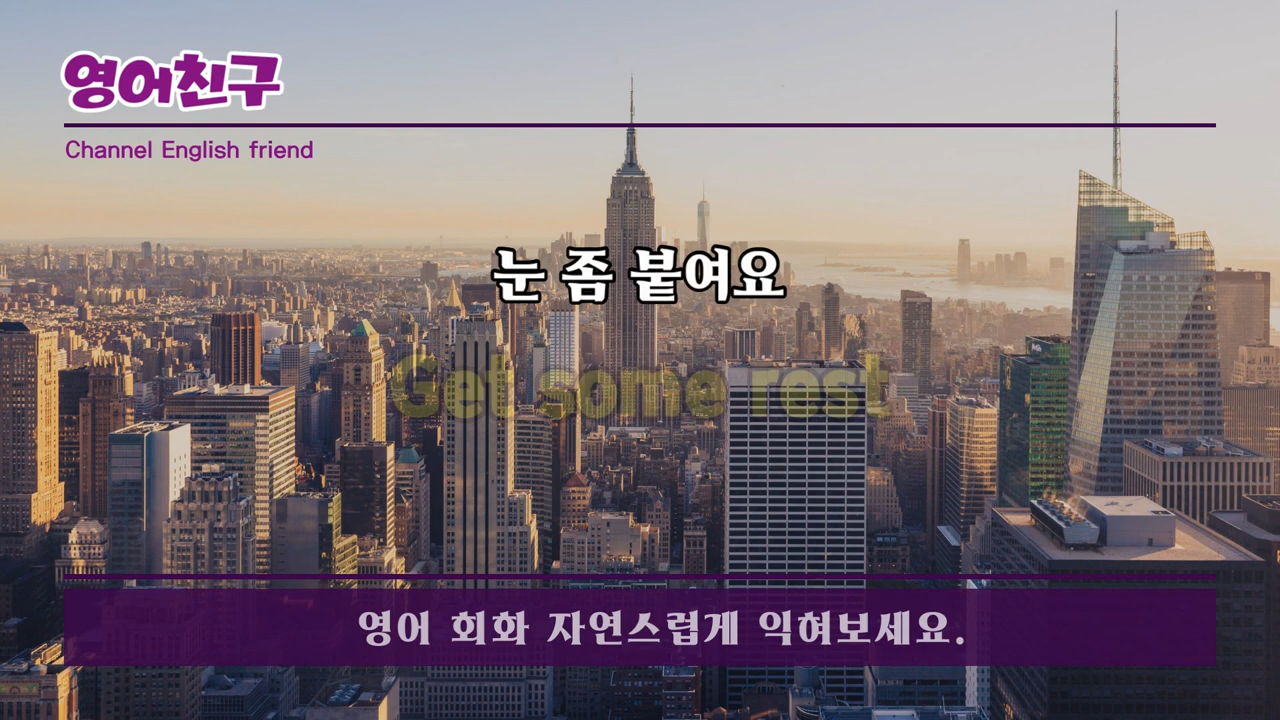 영어친구
Channel English friend
눈 좀 붙여요
Get some rest
영어 회화 자연스럽게 익혀보세요.